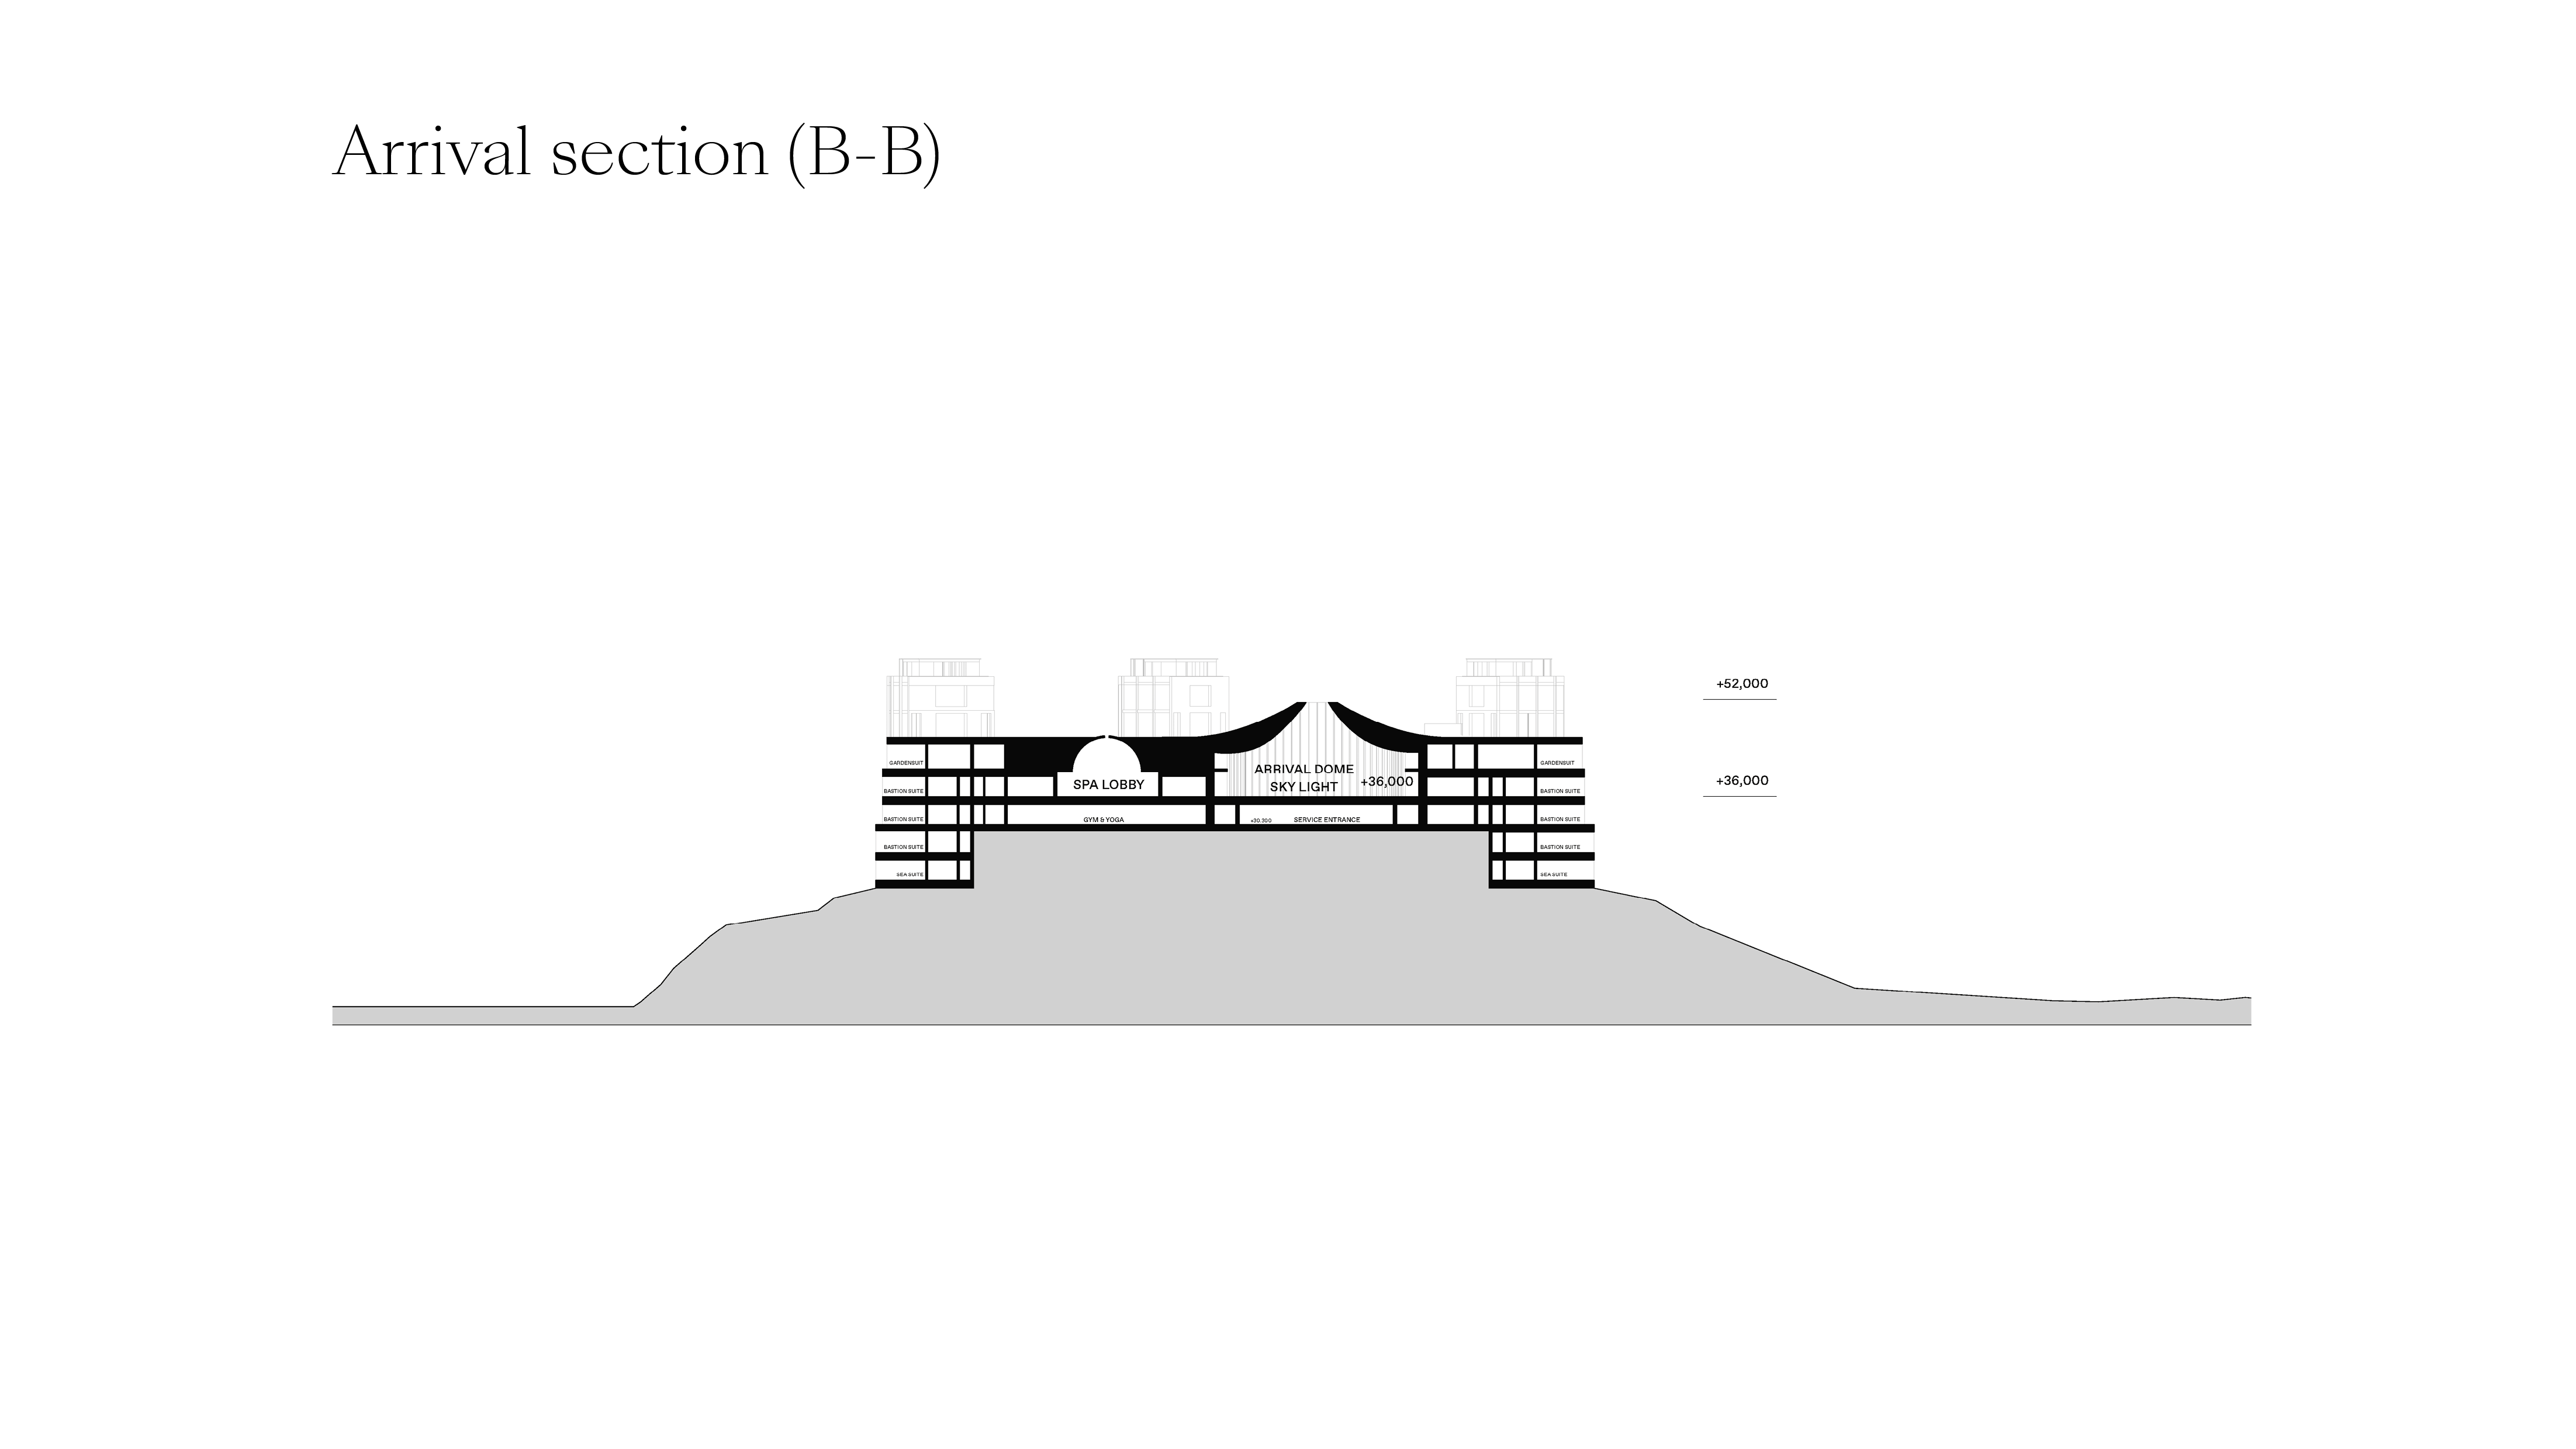 Arrival section (B-B)
+52,000
+36,000
GARDENSUIT
BASTION SUITE
BASTION SUITE
BASTION SUITE
SEA SUITE
SPA LOBBY
GYM & YOGA
ARRIVAL DOME
SKY LIGHT
+36,000
+30.300
SERVICE ENTRANCE
GARDENSUIT
BASTION SUITE
BASTION SUITE
BASTION SUITE
SEA SUITE